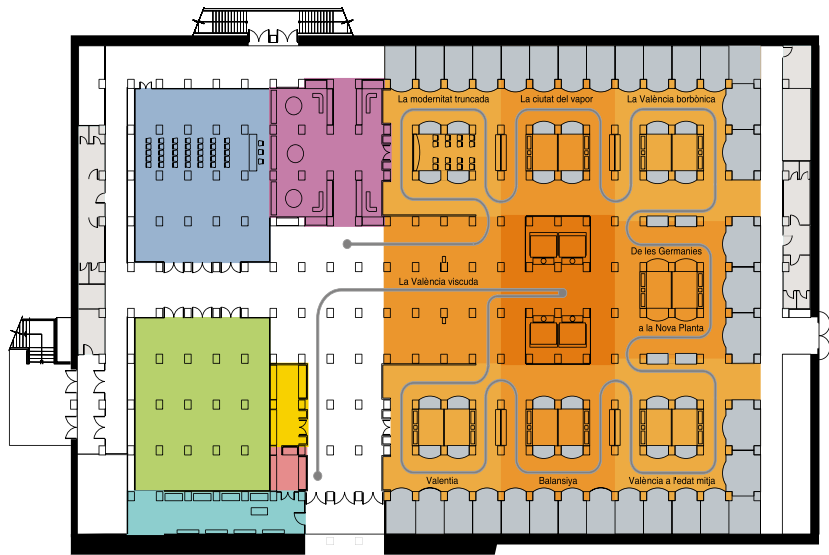 La modernitat truncada
La ciutat del vapor
La València borbònica
De les Germanies
La València viscuda
a la Nova Planta
Valentia
Balansiya
València a l'edat mitja